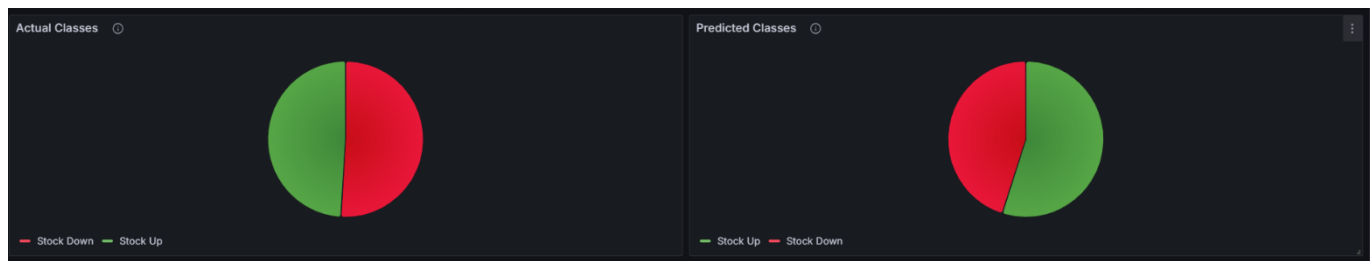 Actual Classes
Predicted Classes
Stock Down Stock Up
Stock Up Stock Down